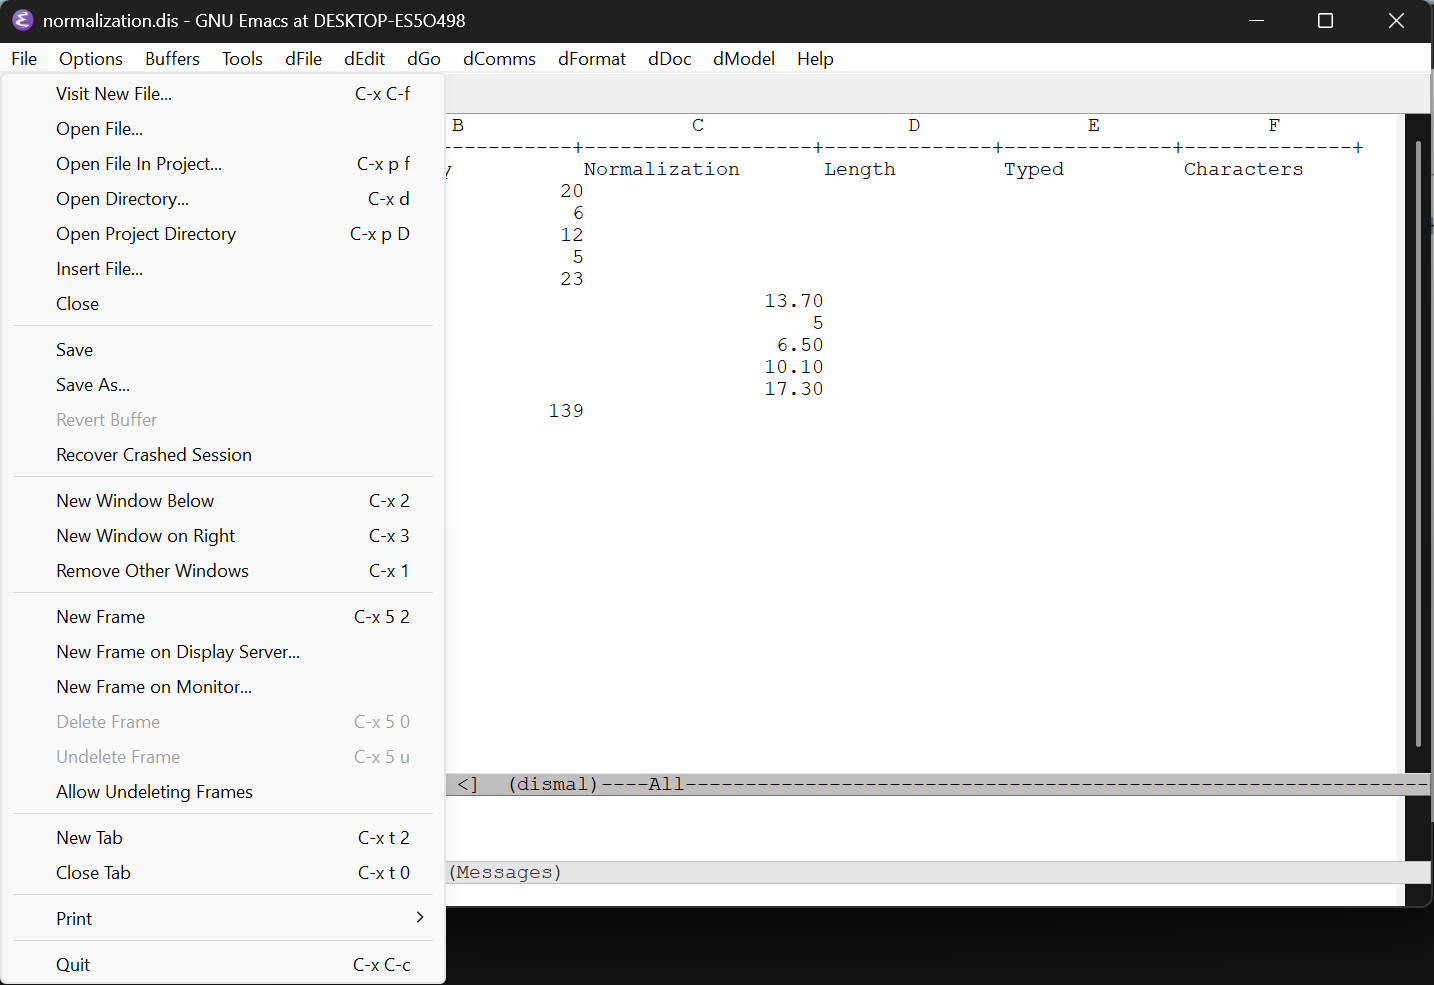 normalization.dis - GNU Emacs at DESKTOP-ES5O498
File Options Buffers Tools dFile dEdit dGo dComms dFormat dDoc dModel Help
Visit New File... C-x C-f
Open File...
Open File In Project... C-x p f
Open Directory... C-x d
Open Project Directory C-x p D
Insert File...
Close
Save
Save As...
Revert Buffer
Recover Crashed Session
New Window Below C-x 2
New Window on Right C-x 3
Remove Other Windows C-x 1
New Frame C-x 5 2
New Frame on Display Server...
New Frame on Monitor...
Delete Frame C-x 5 0
Undelete Frame C-x 5 u
Allow Undeleting Frames
New Tab C-x t 2
Close Tab C-x t 0
Print
Quit C-x C-c
B C D E F
-----------+-------------------+--------------+--------------+--------------+
y Normalization Length Typed Characters
20
6
12
5
23
13.70
5
6.50
10.10
17.30
139
<] (dismal)----All--------------------------------------------------------------
(Messages)